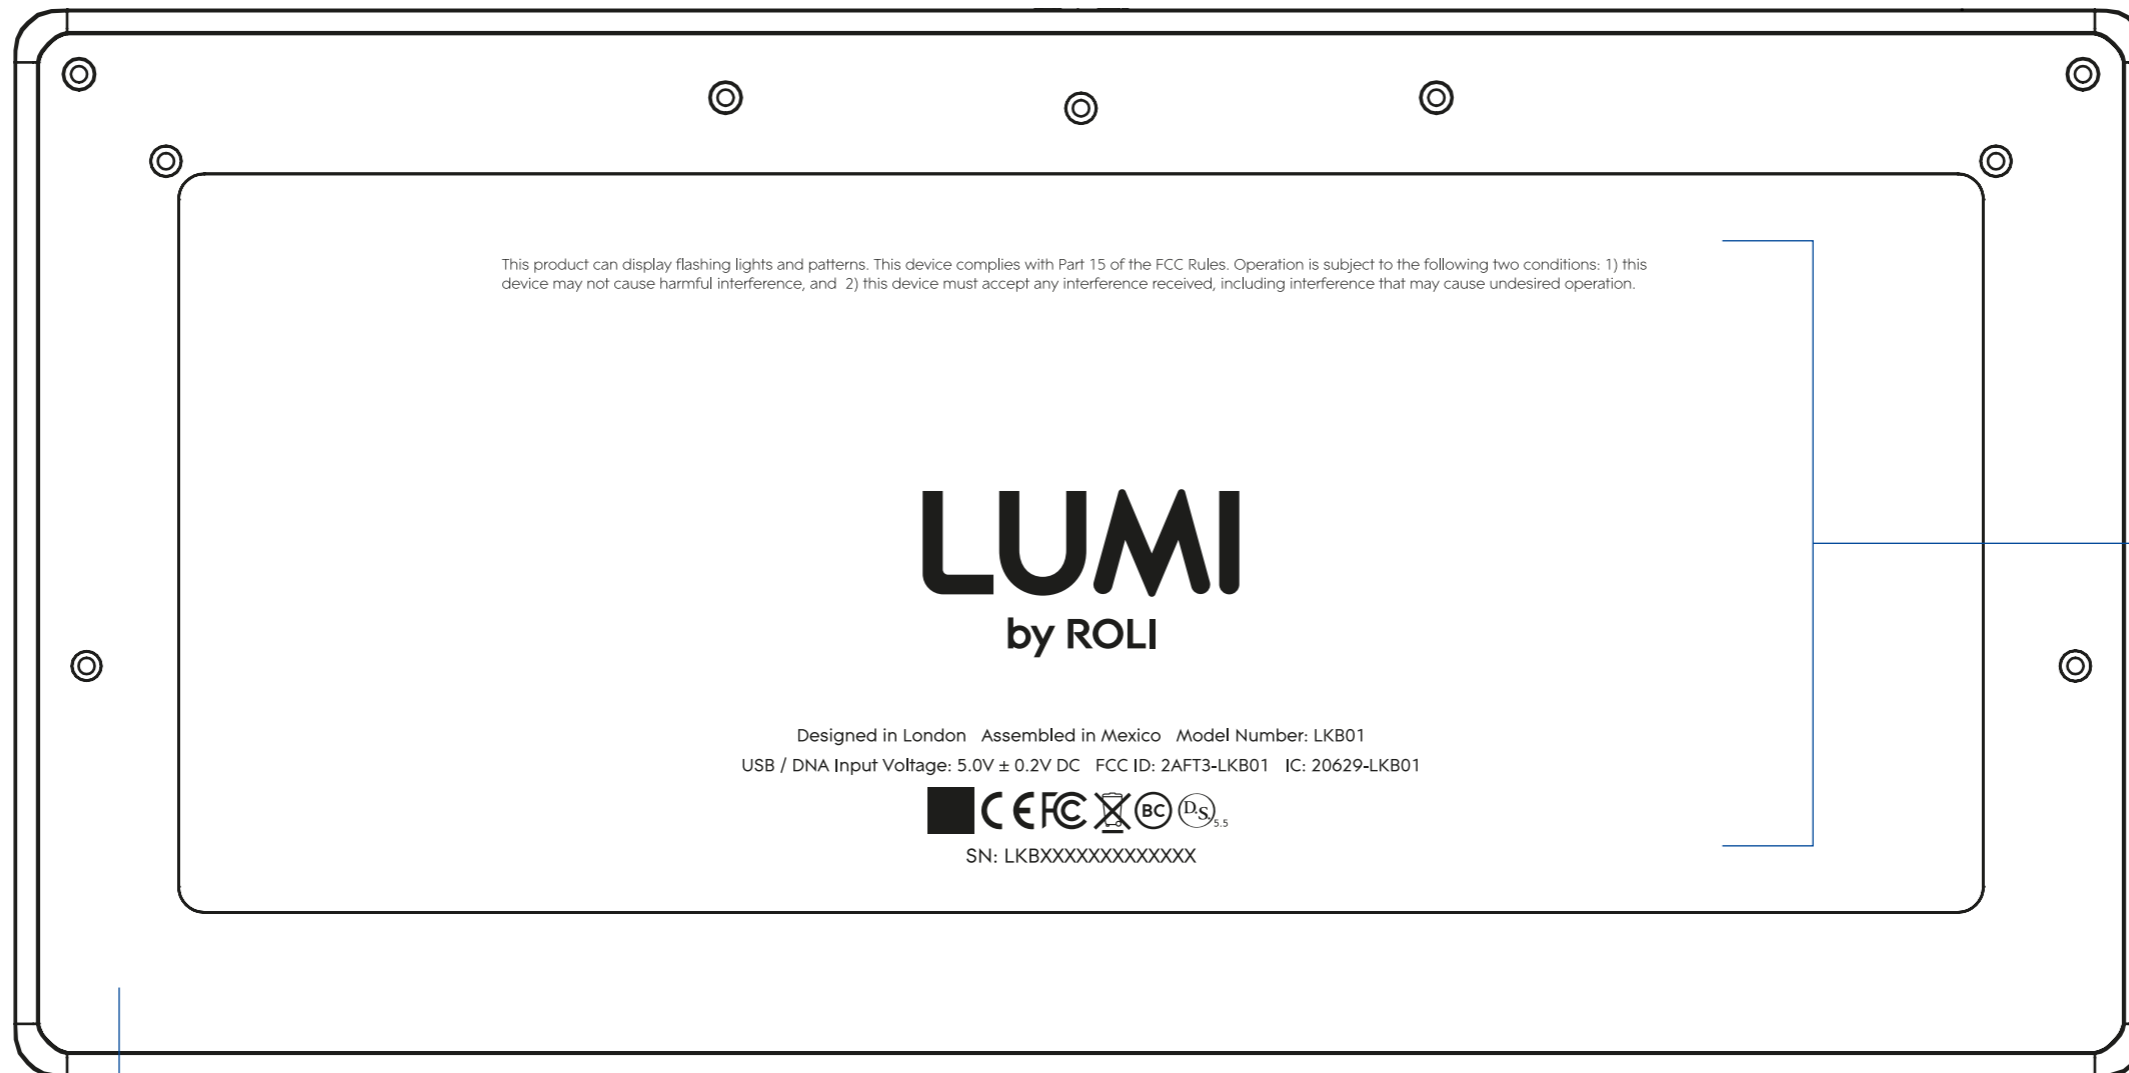 This product can display flashing lights and patterns. This device complies with Part 15 of the FCC Rules. Operation is subject to the following two conditions: 1) this
device may not cause harmful interference, and  2) this device must accept any interference received, including interference that may cause undesired operation.
LUMI
by ROLI
Designed in London   Assembled in Mexico   Model Number: LKB01
USB / DNA Input Voltage: 5.0V ± 0.2V DC   FCC ID: 2AFT3-LKB01   IC: 20629-LKB01
CE FC BC D.S. 5.5
SN: LKBXXXXXXXXXXXXX